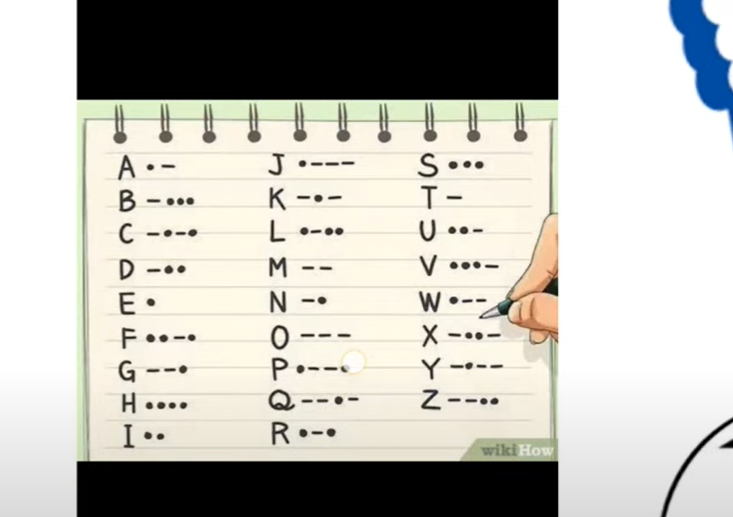 A •–
B –•••
C –•–•
D –••
E •
F ••–•
G ––•
H ••••
I ••
J •–––
K –•–
L •–••
M ––
N –•
O –––
P •––•
Q ––•–
R •–•
S •••
T –
U ••–
V •••–
W •––
X –••–
Y –•––
Z ––••
wikiHow